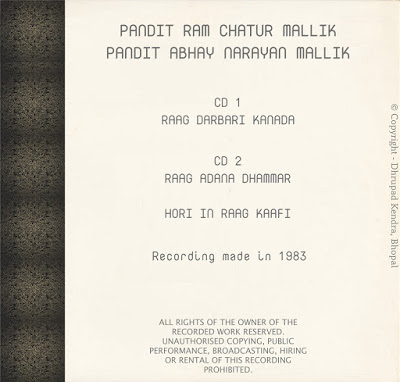 PANDIT RAM CHATUR MALLIK
PANDIT ABHAY NARAYAN MALLIK
CD 1
RAAG DARBARI KANADA
CD 2
RAAG ADANA DHAMMAR
HORI IN RAAG KAAFI
Recording made in 1983
ALL RIGHTS OF THE OWNER OF THE
RECORDED WORK RESERVED.
UNAUTHORISED COPYING, PUBLIC
PERFORMANCE, BROADCASTING, HIRING
OR RENTAL OF THIS RECORDING
PROHIBITED.
© Copyright - Dhrupad Kendra, Bhopal